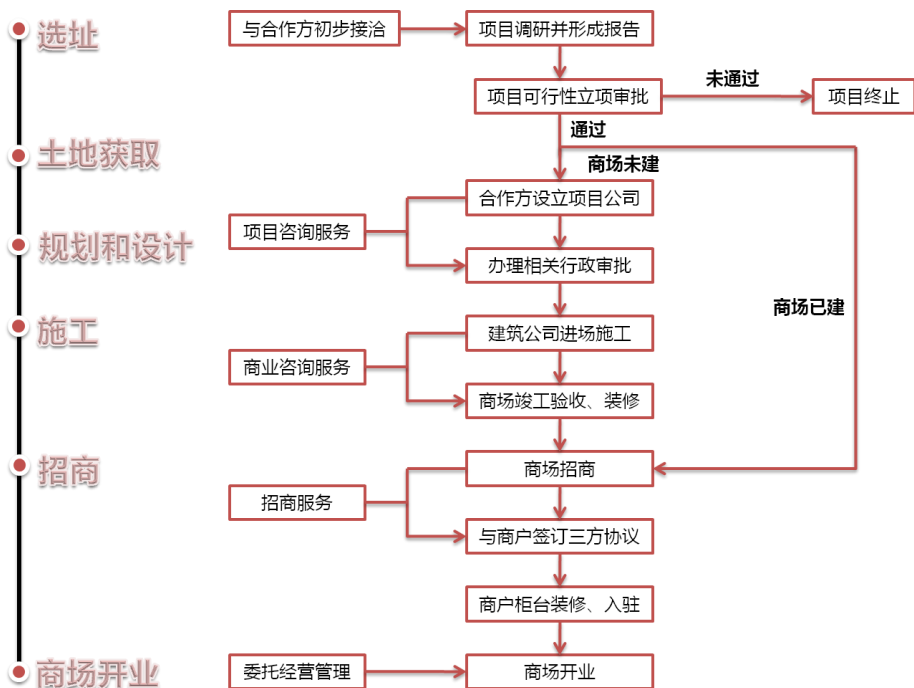 选址
与合作方初步接洽
项目调研并形成报告
项目可行性立项审批
未通过
项目终止
通过
土地获取
商场未建
合作方设立项目公司
项目咨询服务
规划和设计
办理相关行政审批
商场已建
施工
建筑公司进场施工
商业咨询服务
商场竣工验收、装修
招商
商场招商
招商服务
与商户签订三方协议
商户柜台装修、入驻
商场开业
委托经营管理
商场开业